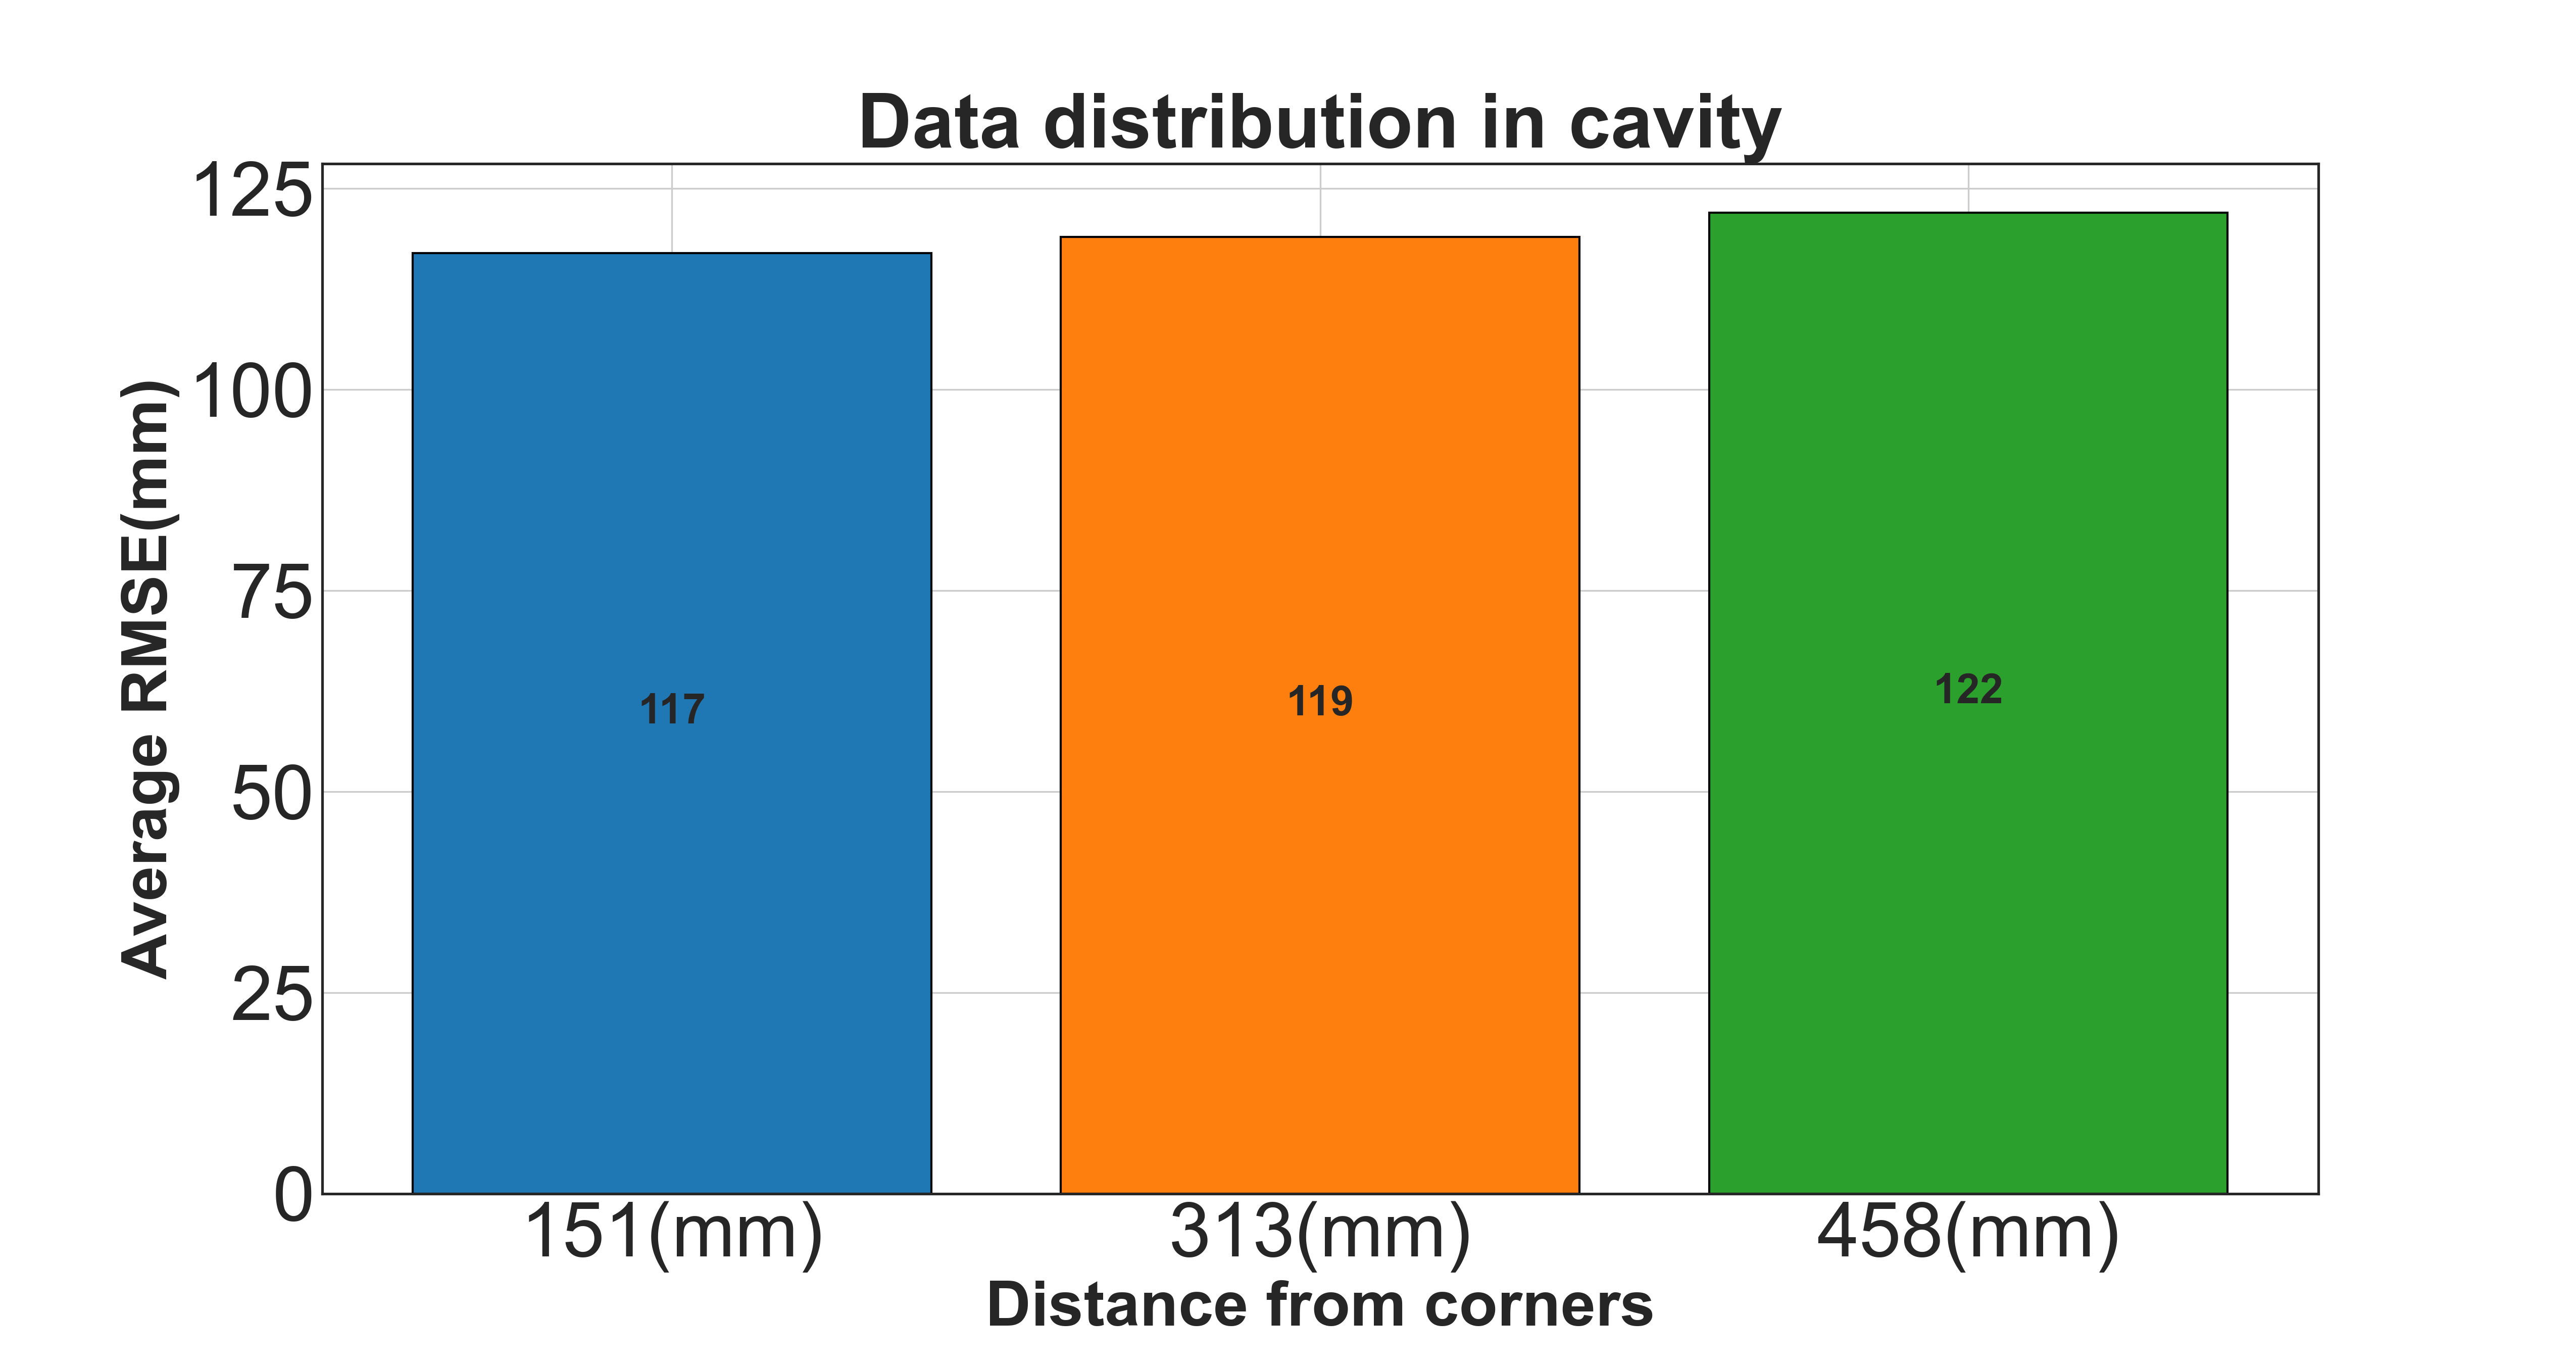 Data distribution in cavity
125
100
75
50
25
0
Average RMSE(mm)
117
119
122
151(mm)
313(mm)
458(mm)
Distance from corners